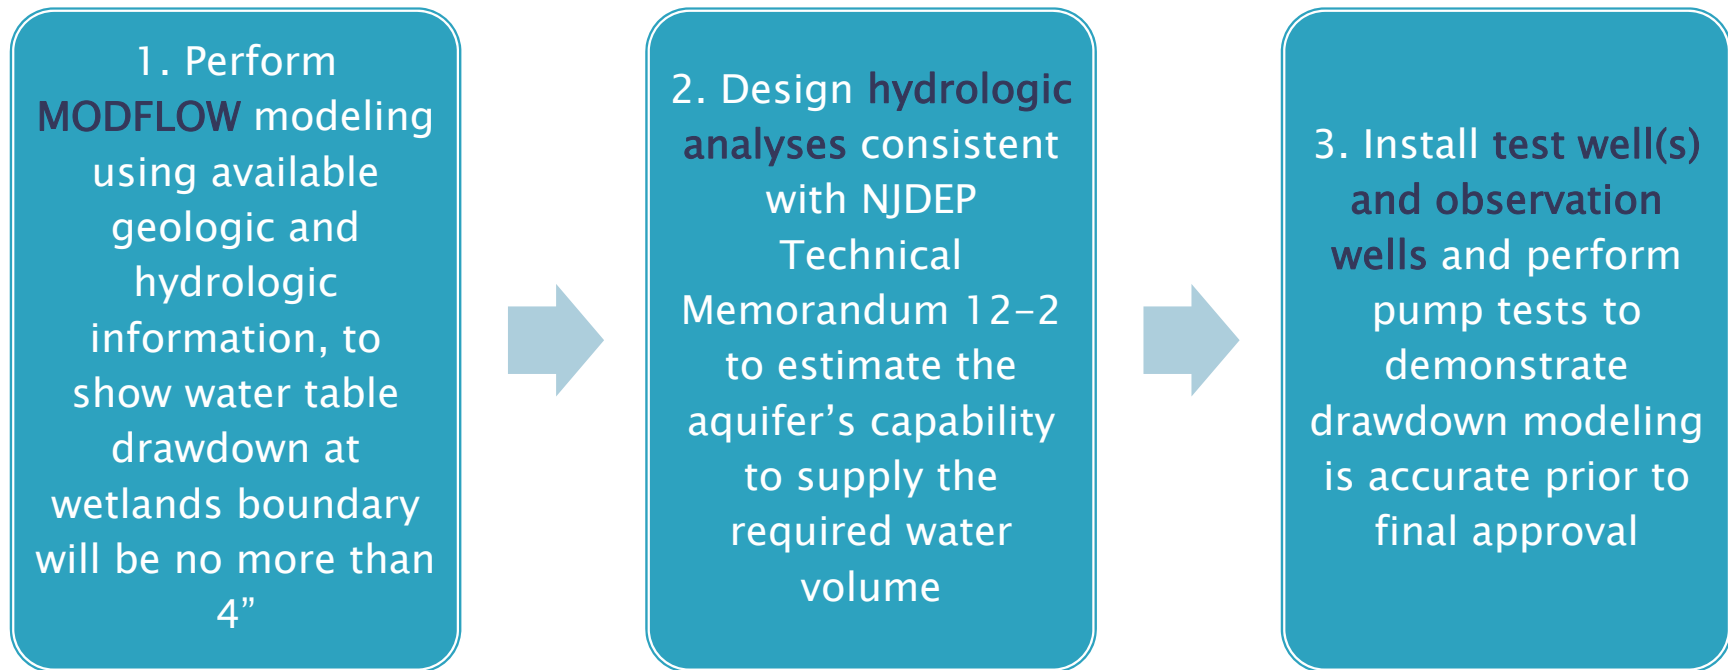 1. Perform
MODFLOW modeling
using available
geologic and
hydrologic
information, to
show water table
drawdown at
wetlands boundary
will be no more than
4”
2. Design hydrologic
analyses consistent
with NJDEP
Technical
Memorandum 12-2
to estimate the
aquifer’s capability
to supply the
required water
volume
3. Install test well(s)
and observation
wells and perform
pump tests to
demonstrate
drawdown modeling
is accurate prior to
final approval